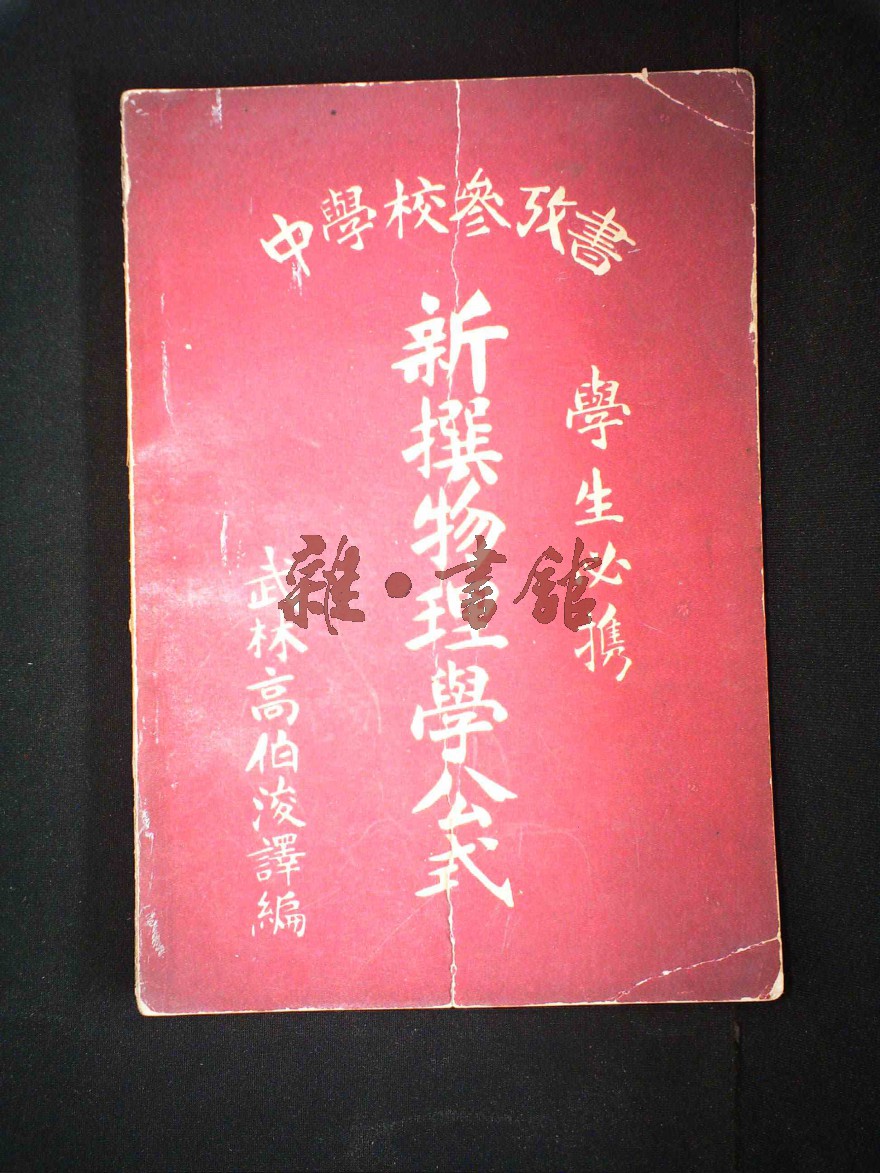 中學校參攷書
學生必携
新撰物理學公式
武林高伯浚譯編
雜·書館